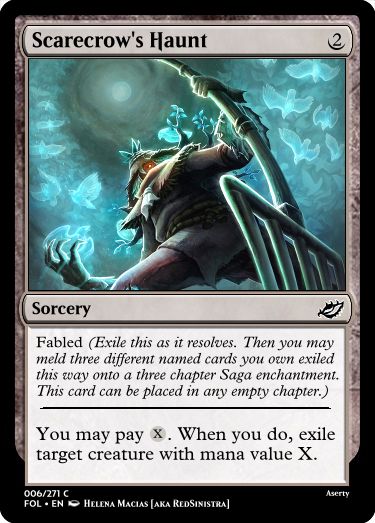 Scarecrow's Haunt 2
Sorcery
Fabled (Exile this as it resolves. Then you may
meld three different named cards you own exiled
this way onto a three chapter Saga enchantment.
This card can be placed in any empty chapter.)
You may pay X. When you do, exile
target creature with mana value X.
006/271 C
Aserty
FOL • EN Helena Macias [aka RedSinistra]